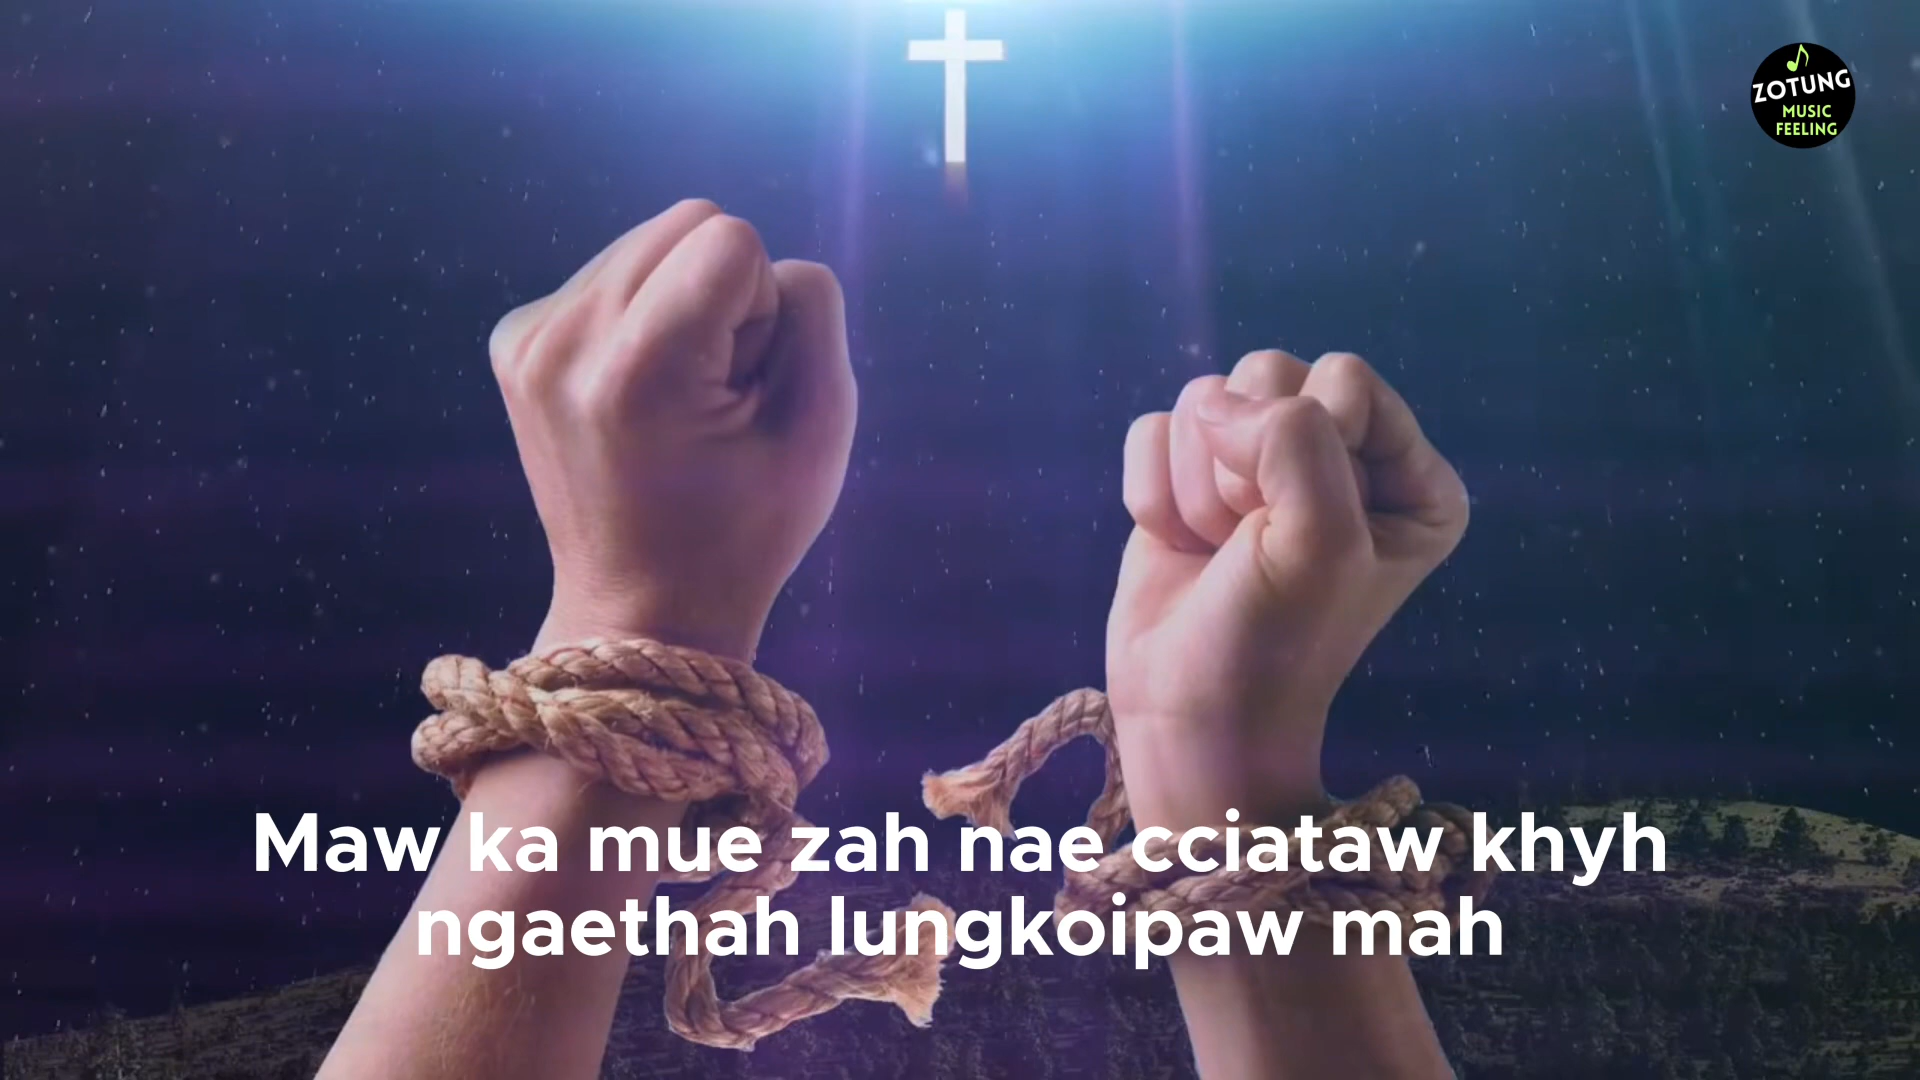 ZOTUNG
MUSIC
FEELING
Maw ka mue zah nae cciataw khyh
ngaethah lungkoipaw mah